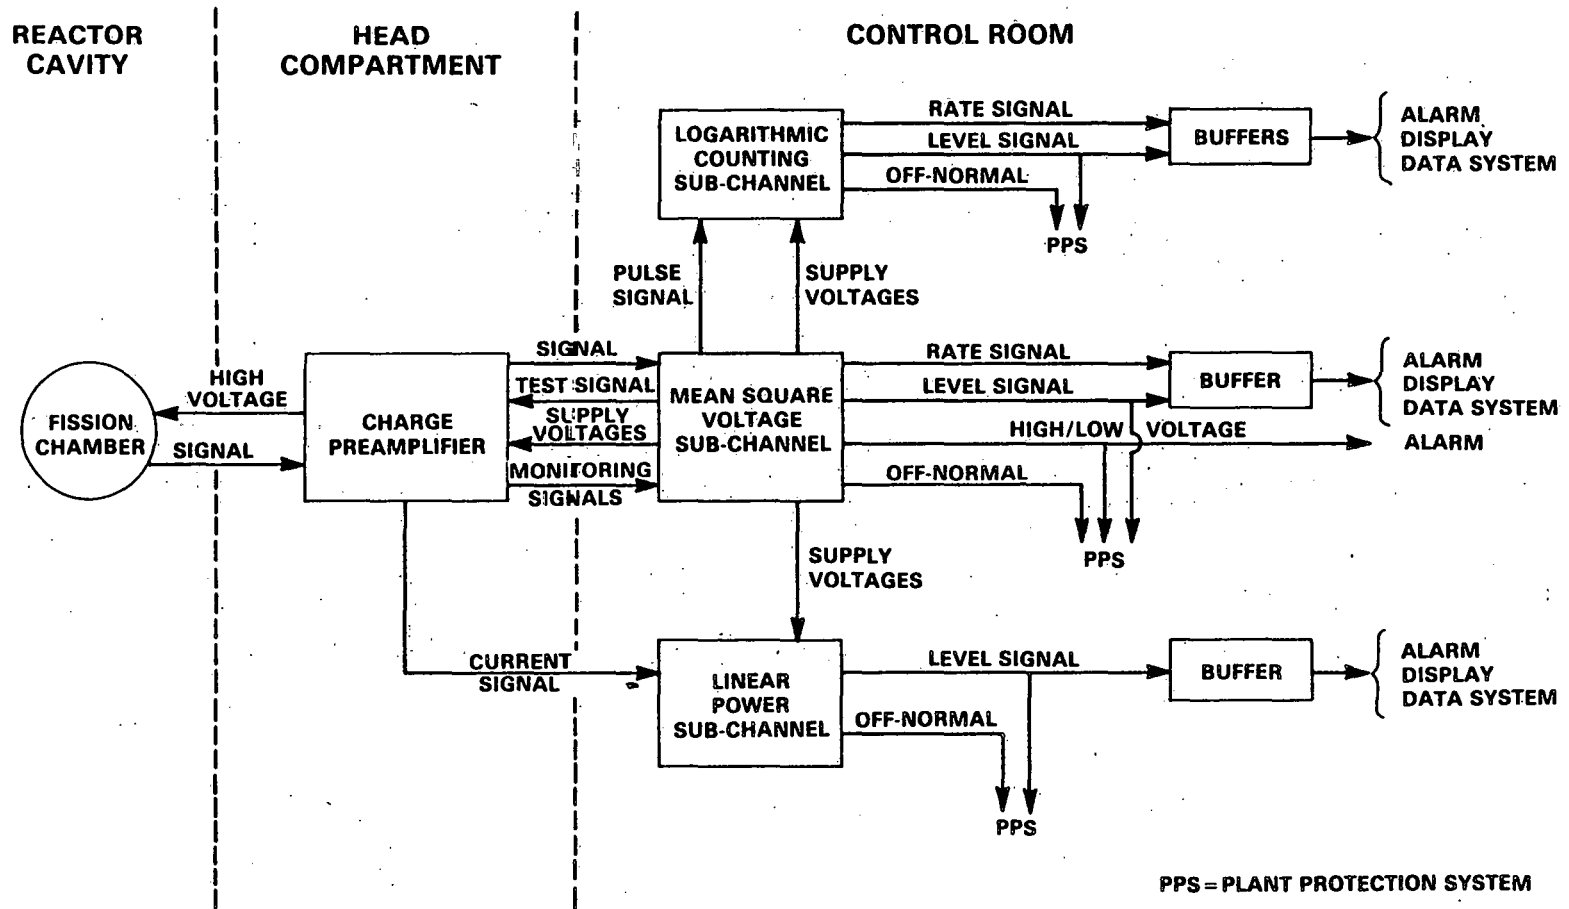 REACTOR
CAVITY
HEAD
COMPARTMENT
CONTROL ROOM
LOGARITHMIC
COUNTING
SUB-CHANNEL
RATE SIGNAL
LEVEL SIGNAL
OFF-NORMAL
PPS
BUFFERS
ALARM
DISPLAY
DATA SYSTEM
PULSE
SIGNAL
SUPPLY
VOLTAGES
FISSION
CHAMBER
HIGH
VOLTAGE
SIGNAL
CHARGE
PREAMPLIFIER
SIGNAL
TEST SIGNAL
SUPPLY
VOLTAGES
MONITORING
SIGNALS
MEAN SQUARE
VOLTAGE
SUB-CHANNEL
RATE SIGNAL
LEVEL SIGNAL
HIGH/LOW VOLTAGE
OFF-NORMAL
PPS
BUFFER
ALARM
DISPLAY
DATA SYSTEM
ALARM
SUPPLY
VOLTAGES
CURRENT
SIGNAL
LINEAR
POWER
SUB-CHANNEL
LEVEL SIGNAL
OFF-NORMAL
PPS
BUFFER
ALARM
DISPLAY
DATA SYSTEM
PPS = PLANT PROTECTION SYSTEM